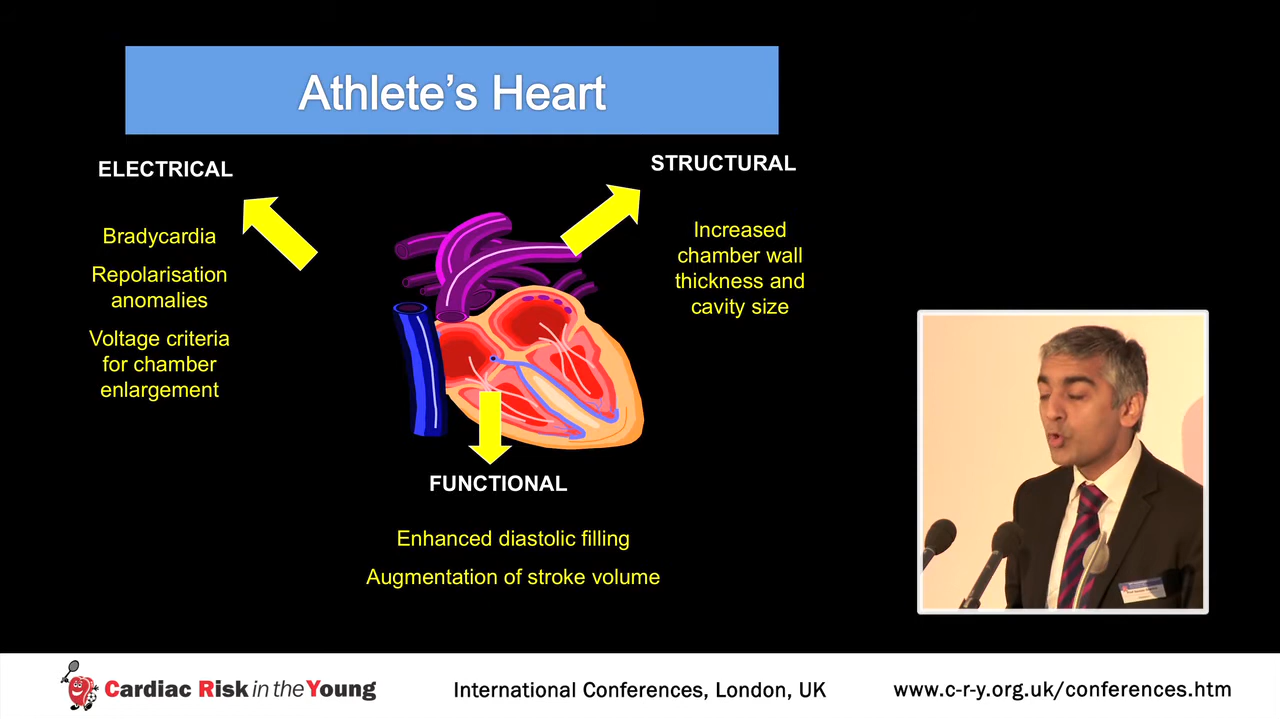 Athlete's Heart
ELECTRICAL
Bradycardia
Repolarisation
anomalies
Voltage criteria
for chamber
enlargement
STRUCTURAL
Increased
chamber wall
thickness and
cavity size
FUNCTIONAL
Enhanced diastolic filling
Augmentation of stroke volume
Cardiac Risk in the Young
International Conferences, London, UK
www.c-r-y.org.uk/conferences.htm